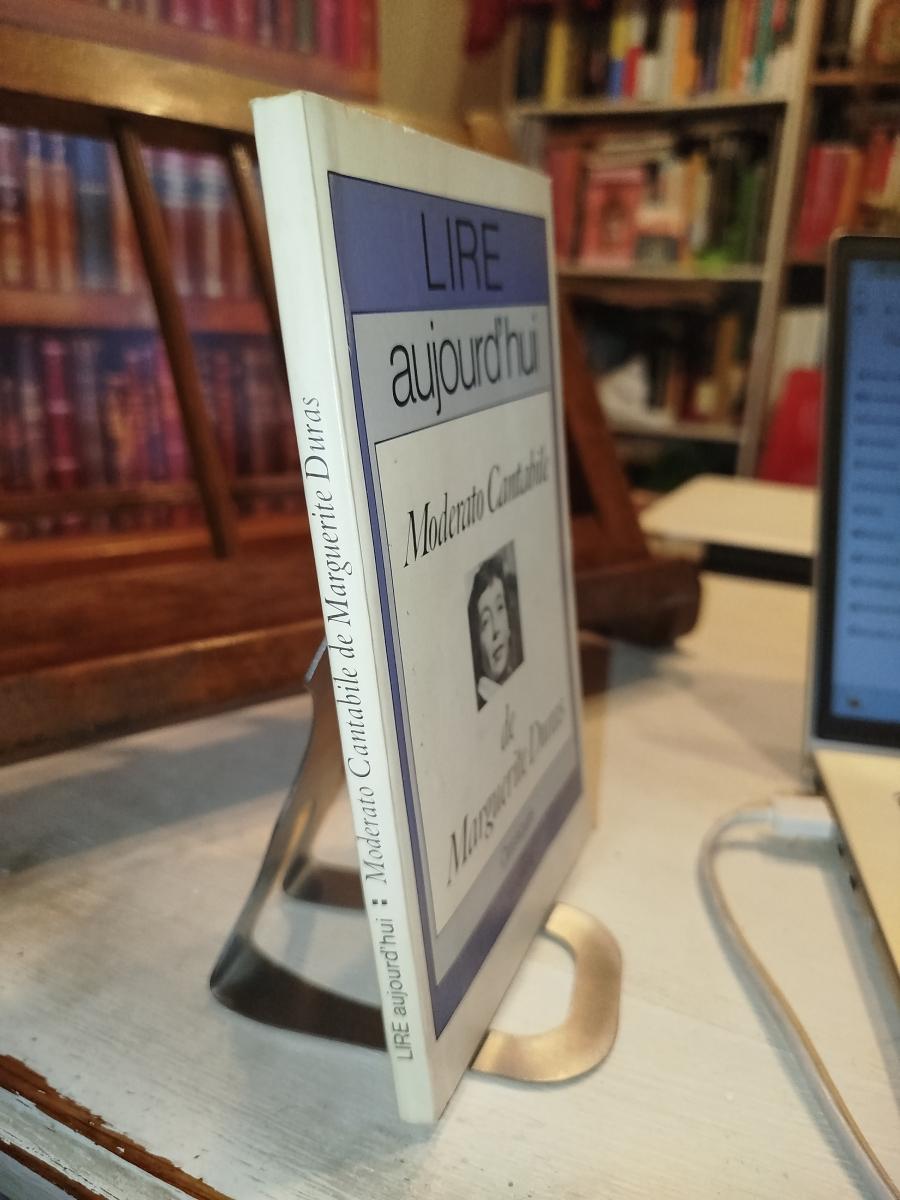 LIRE
aujourd'hui
Moderato Cantabile
de
Marguerite Duras
LIRE aujourd'hui : Moderato Cantabile de Marguerite Duras